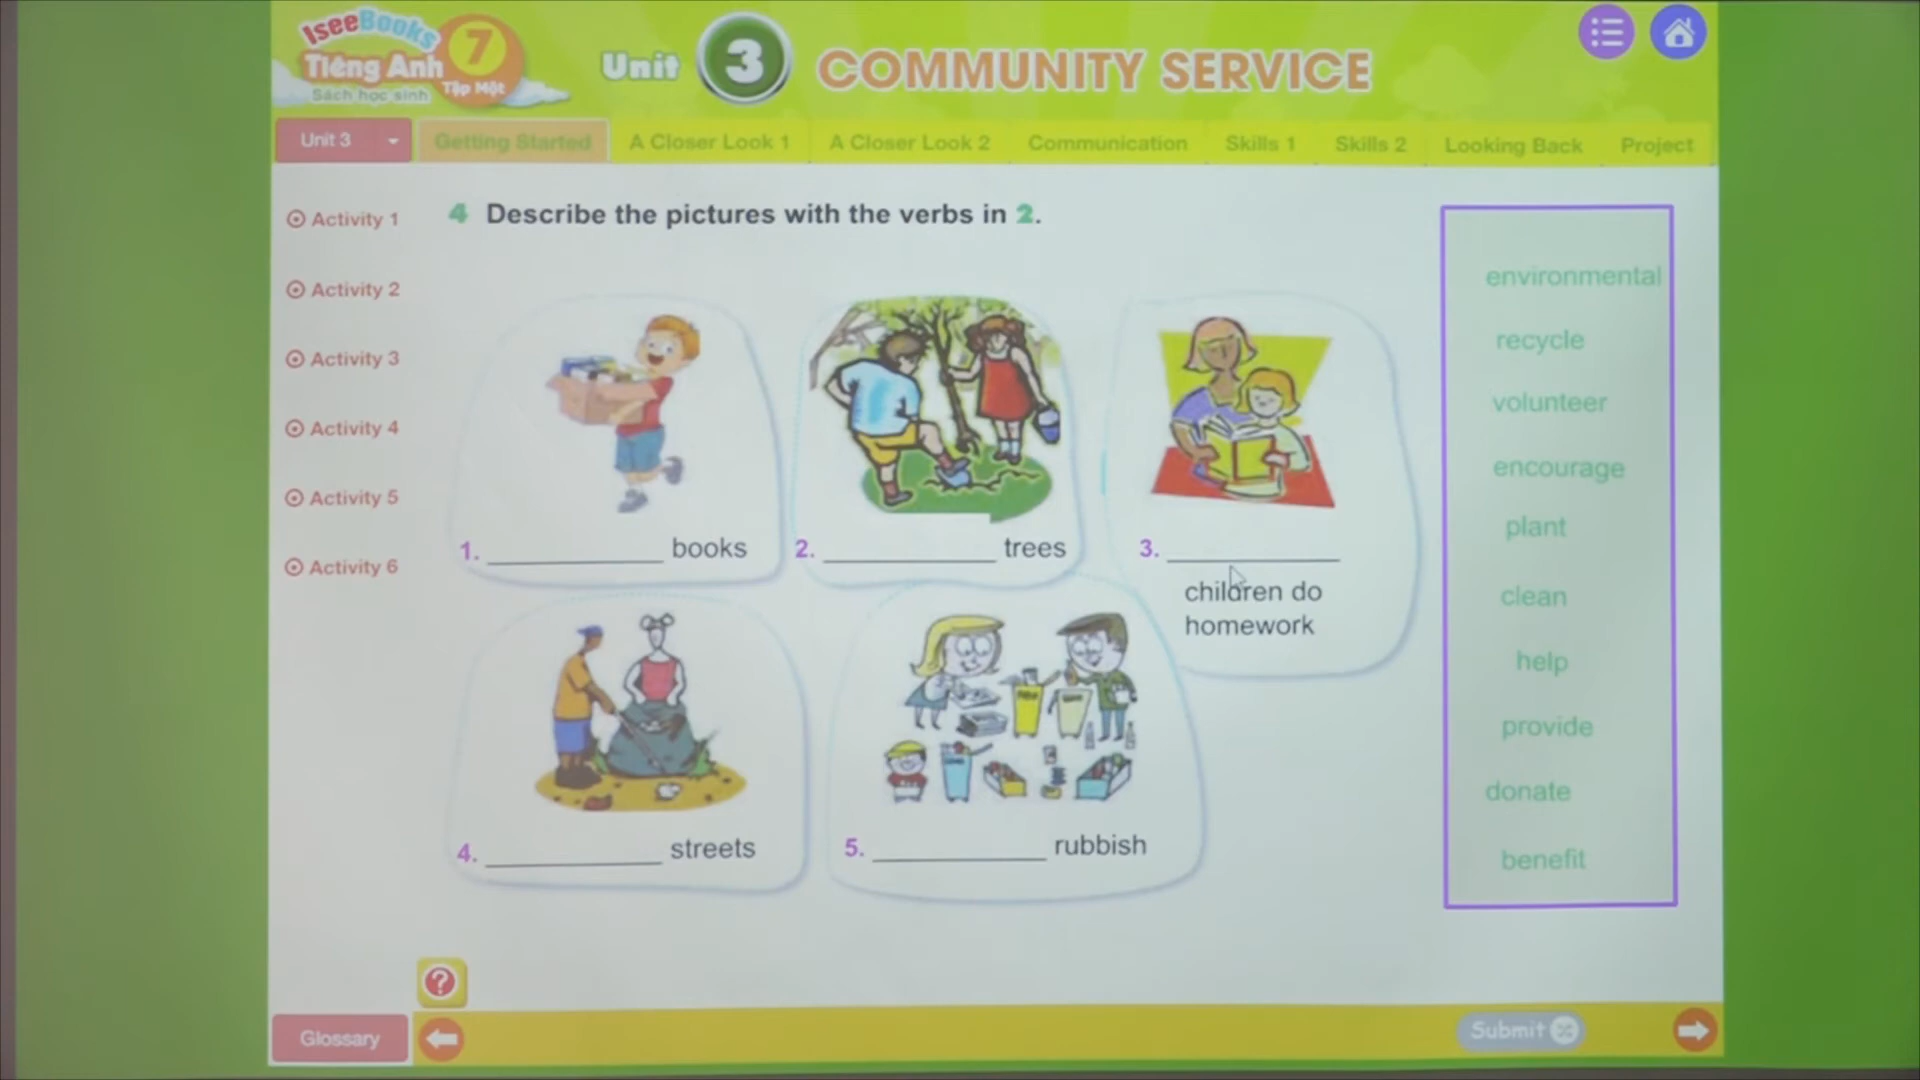 IseeBooks
Tiếng Anh 7
Sách học sinh Tập Một
Unit 3 COMMUNITY SERVICE
Unit 3
Getting Started
A Closer Look 1
A Closer Look 2
Communication
Skills 1
Skills 2
Looking Back
Project
Activity 1
Activity 2
Activity 3
Activity 4
Activity 5
Activity 6
4 Describe the pictures with the verbs in 2.
1. ____________ books
2. ____________ trees
3. ____________
children do
homework
4. ____________ streets
5. ____________ rubbish
environmental
recycle
volunteer
encourage
plant
clean
help
provide
donate
benefit
?
Glossary
Submit